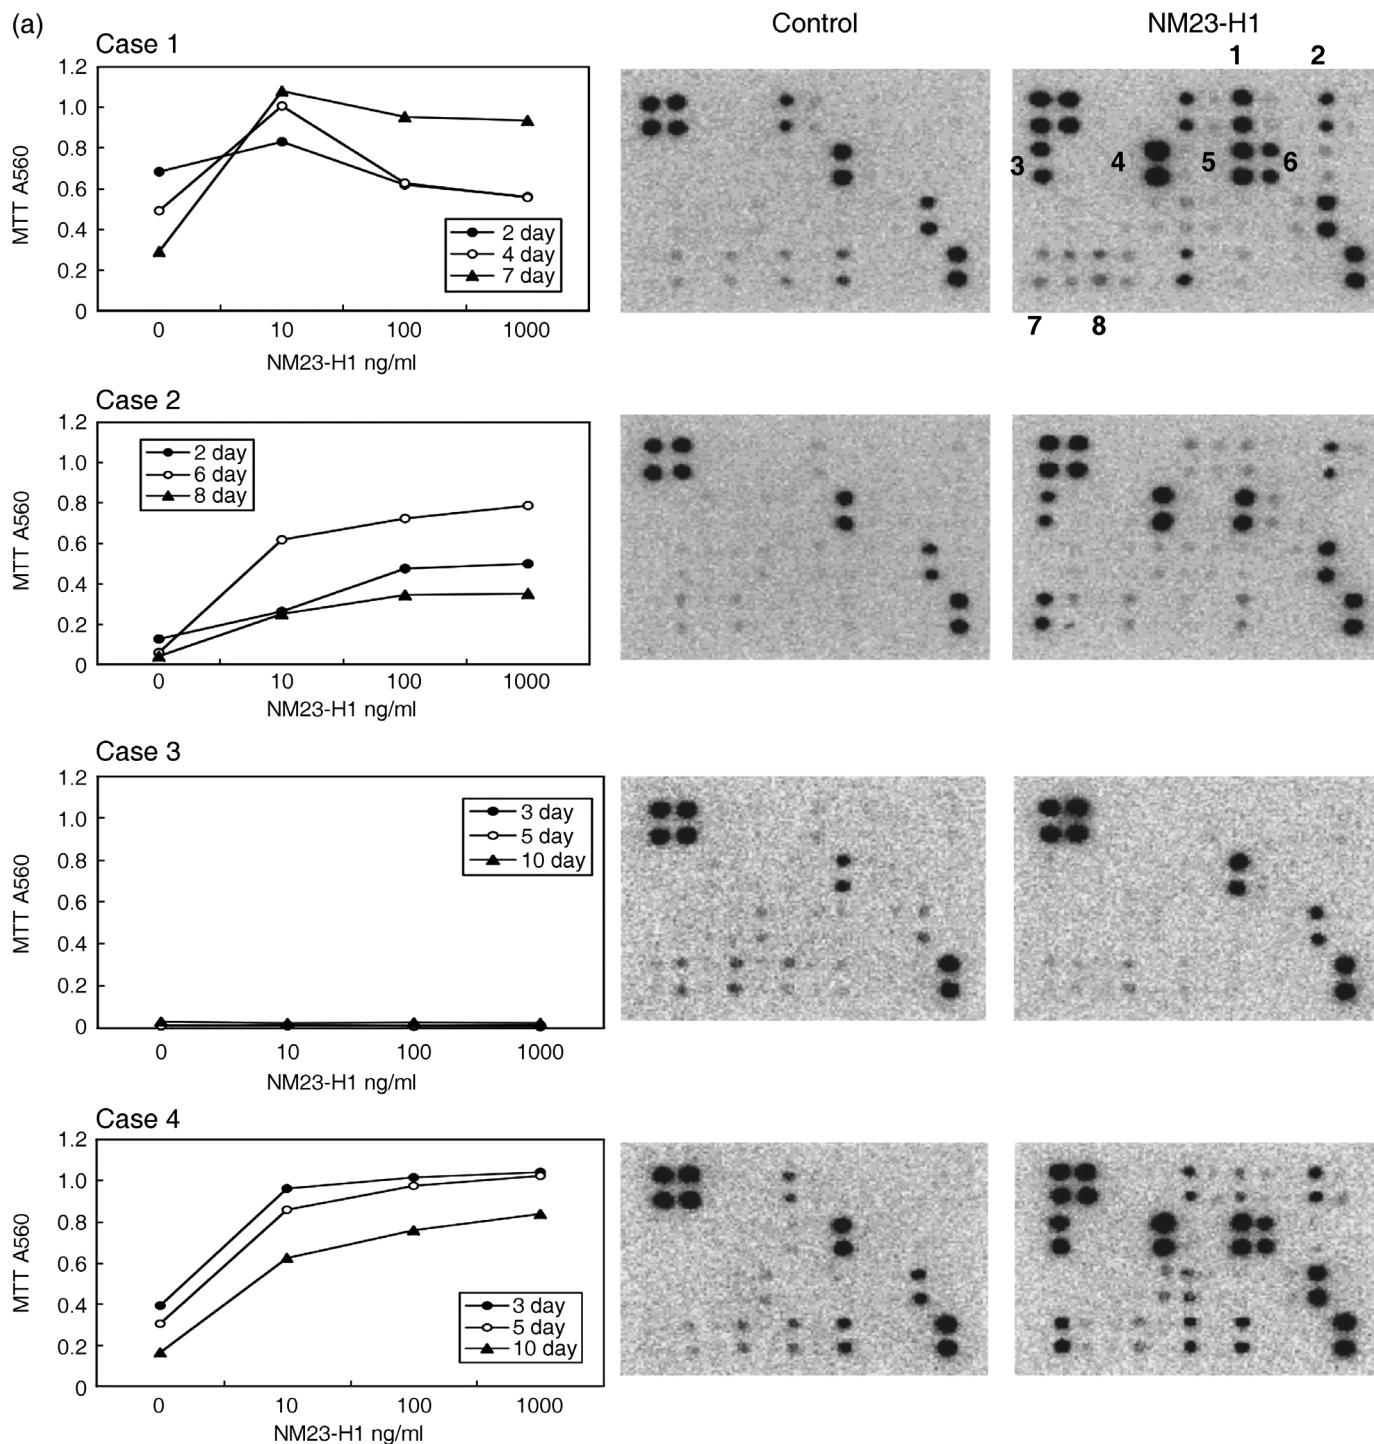 (a)
Case 1
Control
NM23-H1
1 2
1.2
1.0
0.8
0.6
0.4
0.2
0
MTT A560
2 day
4 day
7 day
0 10 100 1000
NM23-H1 ng/ml
3 4 5 6
7 8
Case 2
1.2
1.0
0.8
0.6
0.4
0.2
0
MTT A560
2 day
6 day
8 day
0 10 100 1000
NM23-H1 ng/ml
Case 3
1.2
1.0
0.8
0.6
0.4
0.2
0
MTT A560
3 day
5 day
10 day
0 10 100 1000
NM23-H1 ng/ml
Case 4
1.2
1.0
0.8
0.6
0.4
0.2
0
MTT A560
3 day
5 day
10 day
0 10 100 1000
NM23-H1 ng/ml